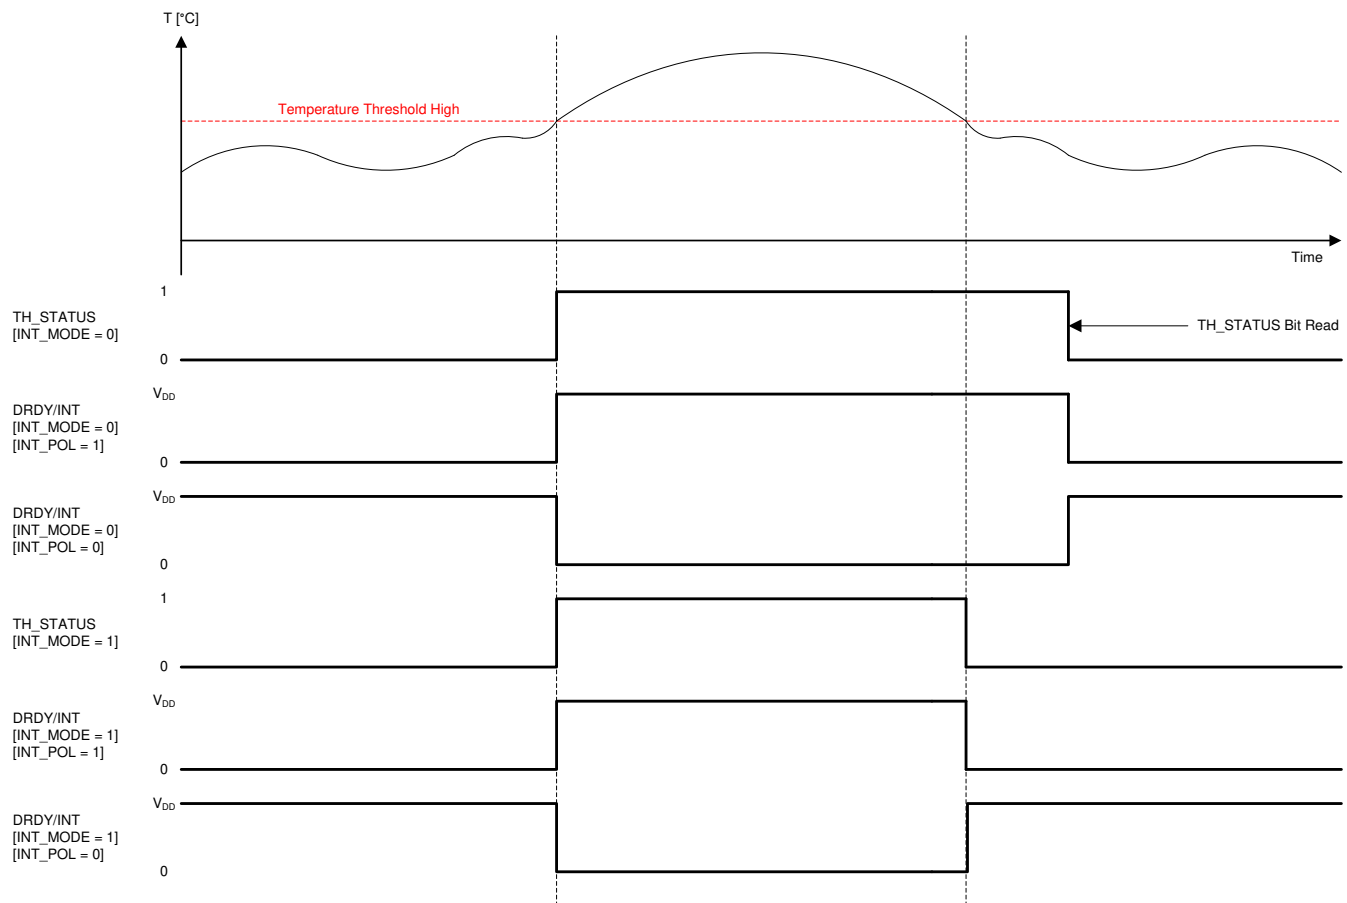 T [°C]
Temperature Threshold High
Time
1
TH_STATUS
[INT_MODE = 0]
TH_STATUS Bit Read
0
VDD
DRDY/INT
[INT_MODE = 0]
[INT_POL = 1]
0
VDD
DRDY/INT
[INT_MODE = 0]
[INT_POL = 0]
0
1
TH_STATUS
[INT_MODE = 1]
0
VDD
DRDY/INT
[INT_MODE = 1]
[INT_POL = 1]
0
VDD
DRDY/INT
[INT_MODE = 1]
[INT_POL = 0]
0